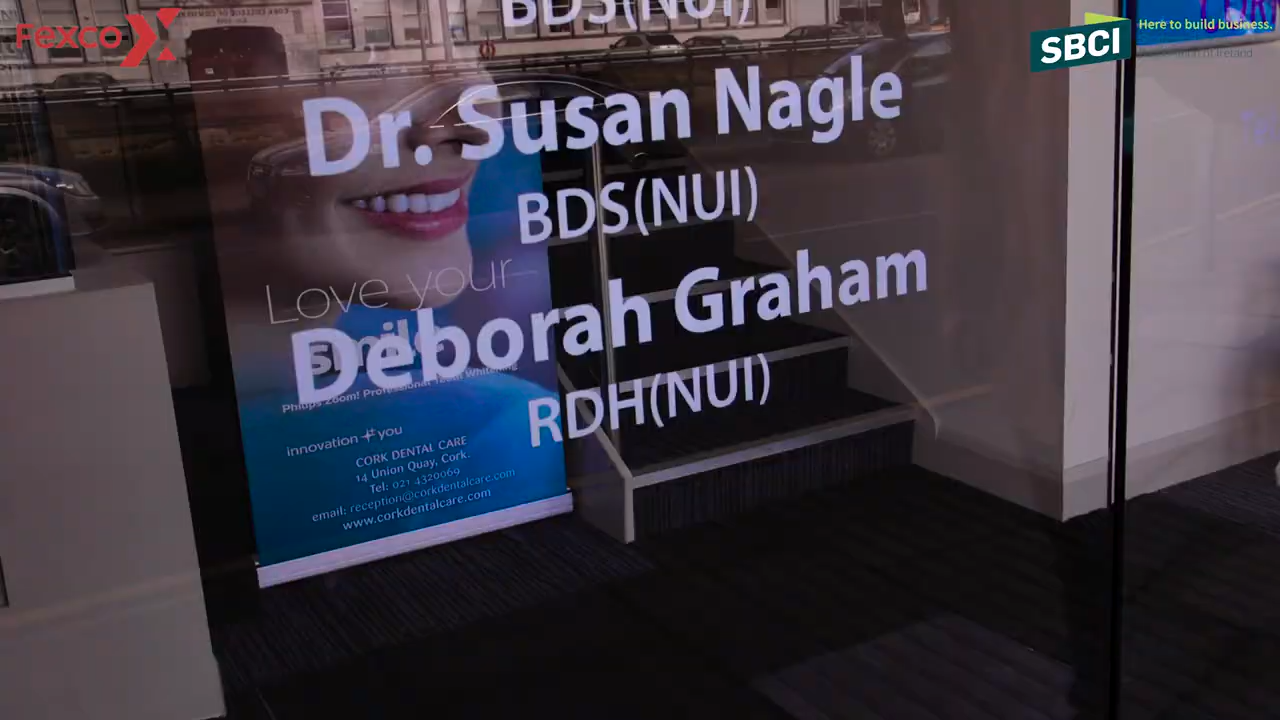 Fexco
SBCI
Here to build business.
BDS(NUI)
Dr. Susan Nagle
BDS(NUI)
Deborah Graham
RDH(NUI)
Love your
smile
Philips Zoom! Professional Teeth Whitening
innovation you
CORK DENTAL CARE
14 Union Quay, Cork.
Tel: 021 4320069
email: reception@corkdentalcare.com
www.corkdentalcare.com